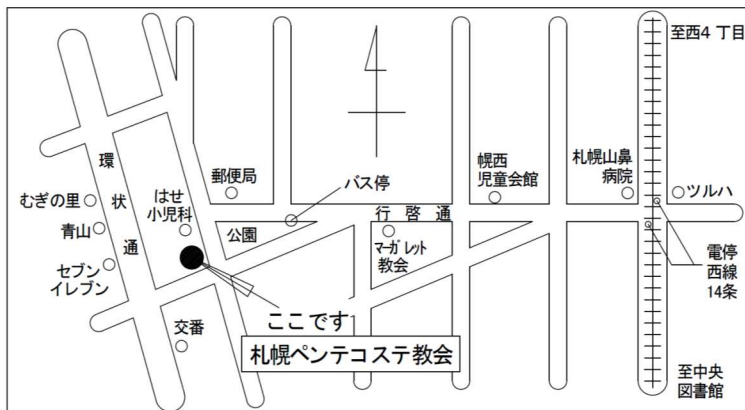 至西4 丁目
環
状
通
むぎの里
青山
セブン
イレブン
はせ
小児科
郵便局
公園
バス停
行 啓 通
マーガレット
教会
幌西
児童会館
札幌山鼻
病院
ツルハ
電停
西線
14条
交番
ここです
札幌ペンテコステ教会
至中央
図書館